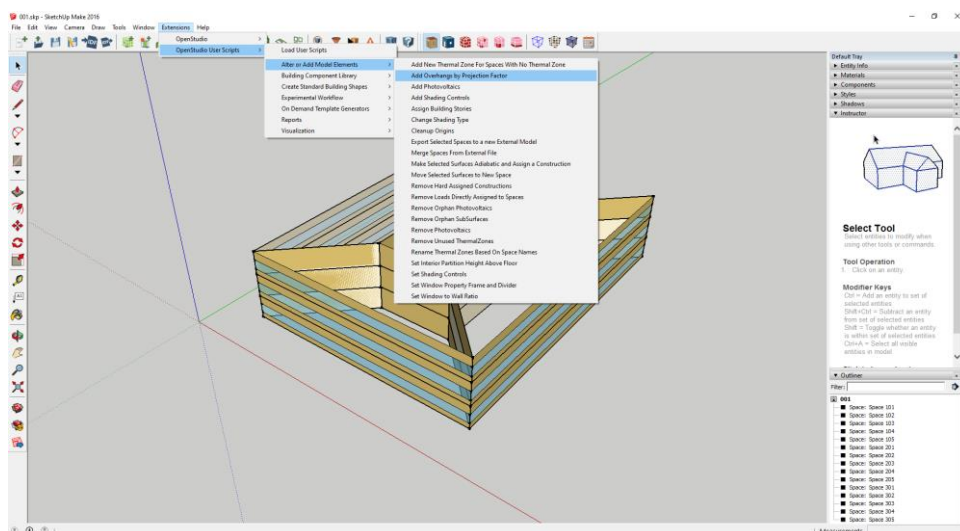 001.skp - SketchUp Make 2016
File Edit View Camera Draw Tools Window Extensions Help
OpenStudio
OpenStudio User Scripts
Load User Scripts
Alter or Add Model Elements
Building Component Library
Create Standard Building Shapes
Experimental Workflow
On Demand Template Generators
Reports
Visualization
Add New Thermal Zone For Spaces With No Thermal Zone
Add Overhangs by Projection Factor
Add Photovoltaics
Add Shading Controls
Assign Building Stories
Change Shading Type
Cleanup Origins
Export Selected Spaces to a new External Model
Merge Spaces From External File
Make Selected Surfaces Adiabatic and Assign a Construction
Move Selected Surfaces to New Space
Remove Hard Assigned Constructions
Remove Loads Directly Assigned to Spaces
Remove Orphan Photovoltaics
Remove Orphan SubSurfaces
Remove Photovoltaics
Remove Unused ThermalZones
Rename Thermal Zones Based On Space Names
Set Interior Partition Height Above Floor
Set Shading Controls
Set Window Property Frame and Divider
Set Window to Wall Ratio
Default Tray
Entity Info
Materials
Components
Styles
Shadows
Instructor
Select Tool
Select entities to modify when
using other tools or commands.
Tool Operation
1. Click on an entity.
Modifier Keys
Ctrl = Add an entity to set of
selected entities
Shift+Ctrl = Subtract an entity
from set of selected entities
Shift = Toggle whether an entity
is within set of selected entities
Ctrl+A = Select all visible
entities in model
Outliner
Filter:
001
Space: Space 101
Space: Space 102
Space: Space 103
Space: Space 104
Space: Space 105
Space: Space 201
Space: Space 202
Space: Space 203
Space: Space 204
Space: Space 205
Space: Space 301
Space: Space 302
Space: Space 303
Space: Space 304
Space: Space 305